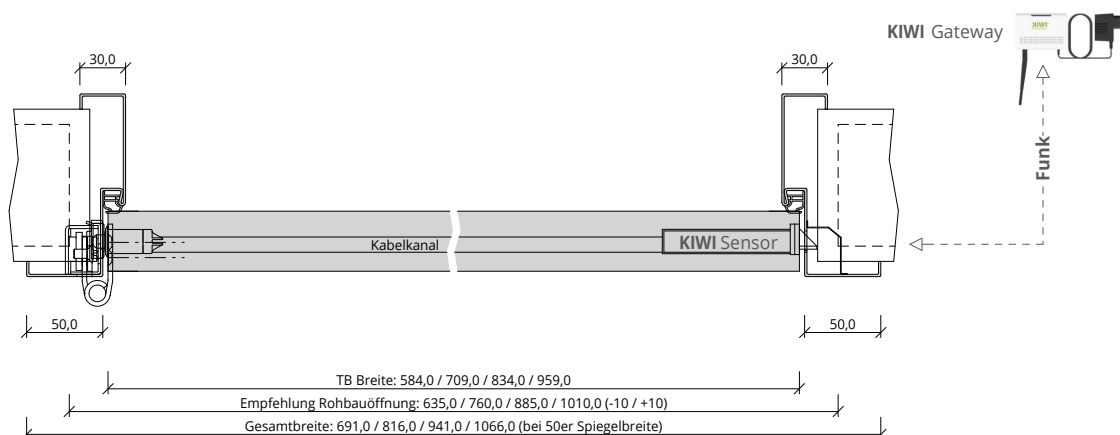 KIWI Gateway
KIWI
30,0
30,0
Funk
Kabelkanal
KIWI Sensor
50,0
50,0
TB Breite: 584,0 / 709,0 / 834,0 / 959,0
Empfehlung Rohbauöffnung: 635,0 / 760,0 / 885,0 / 1010,0 (-10 / +10)
Gesamtbreite: 691,0 / 816,0 / 941,0 / 1066,0 (bei 50er Spiegelbreite)